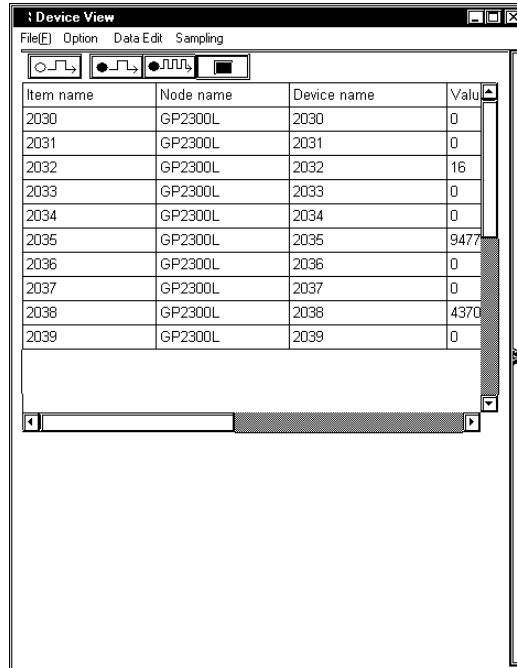 Device View
File(F) Option Data Edit Sampling
Item name Node name Device name Valu
2030 GP2300L 2030 0
2031 GP2300L 2031 0
2032 GP2300L 2032 16
2033 GP2300L 2033 0
2034 GP2300L 2034 0
2035 GP2300L 2035 9477
2036 GP2300L 2036 0
2037 GP2300L 2037 0
2038 GP2300L 2038 4370
2039 GP2300L 2039 0